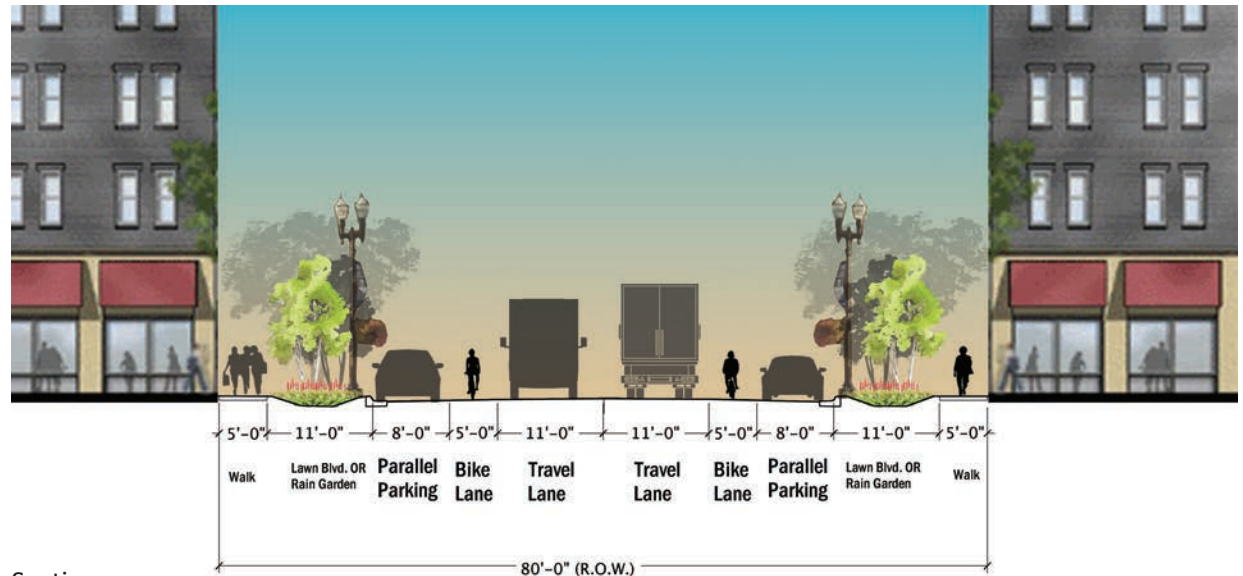 5'-0" 11'-0" 8'-0" 5'-0" 11'-0" 11'-0" 5'-0" 8'-0" 11'-0" 5'-0"
Walk
Lawn Blvd. OR
Rain Garden
Parallel
Parking
Bike
Lane
Travel
Lane
Travel
Lane
Bike
Lane
Parallel
Parking
Lawn Blvd. OR
Rain Garden
Walk
80'-0" (R.O.W.)